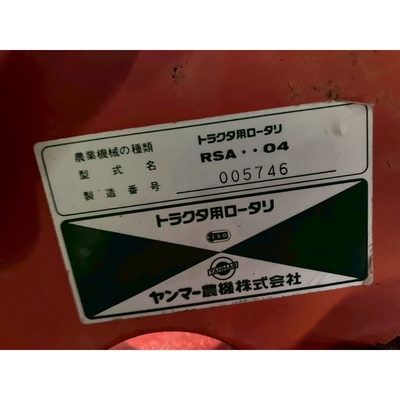 農業機械の種類 トラクタ用ロータリ
型式名 RSA・・04
製造番号 005746
トラクタ用ロータリ
YANMAR
ヤンマー農機株式会社